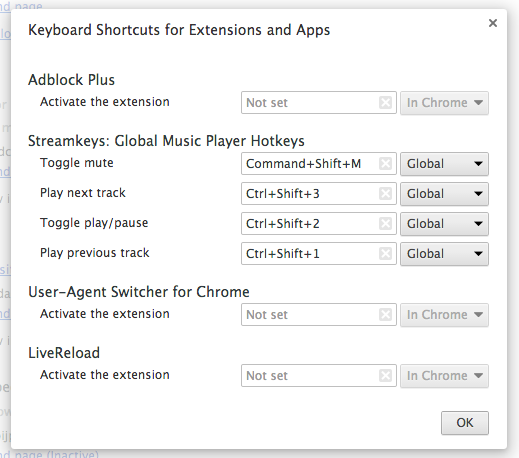 Keyboard Shortcuts for Extensions and Apps
Adblock Plus
Activate the extension Not set In Chrome
Streamkeys: Global Music Player Hotkeys
Toggle mute Command+Shift+M Global
Play next track Ctrl+Shift+3 Global
Toggle play/pause Ctrl+Shift+2 Global
Play previous track Ctrl+Shift+1 Global
User-Agent Switcher for Chrome
Activate the extension Not set In Chrome
LiveReload
Activate the extension Not set In Chrome
OK
nd page (Inactive)